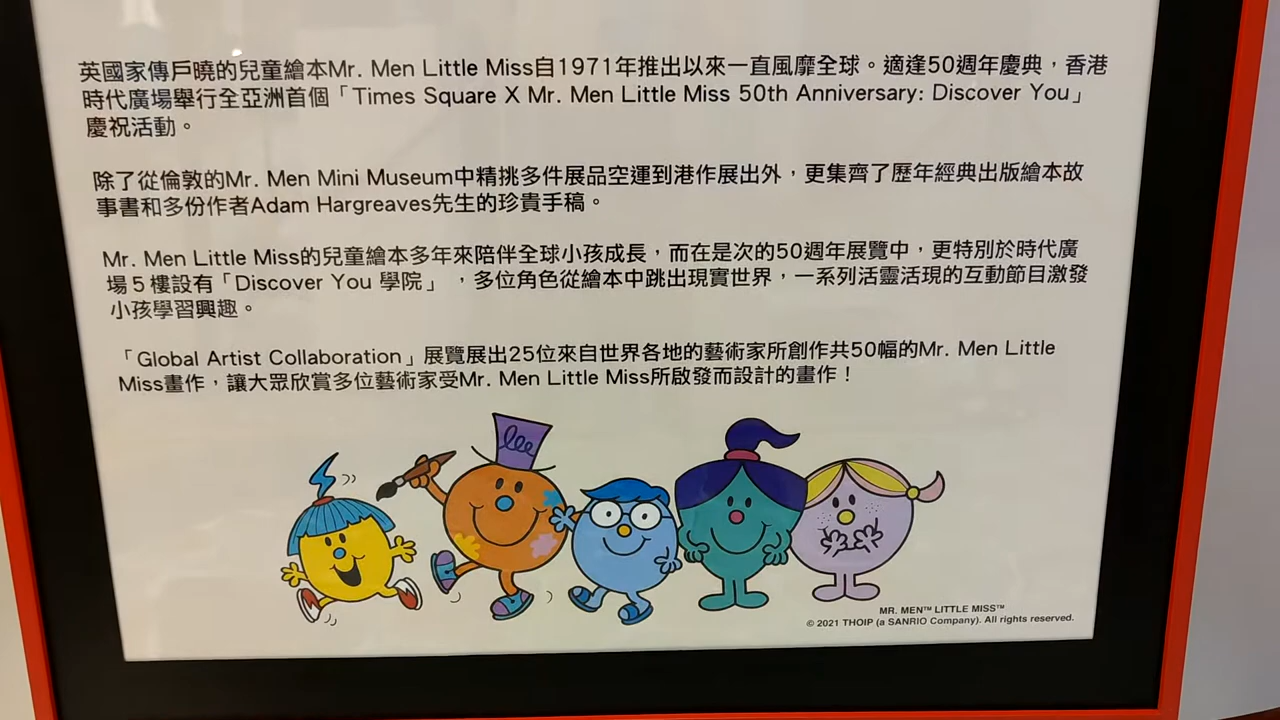 英國家傳戶曉的兒童繪本Mr. Men Little Miss自1971年推出以來一直風靡全球。適逢50週年慶典，香港
時代廣場舉行全亞洲首個「Times Square X Mr. Men Little Miss 50th Anniversary: Discover You」
慶祝活動。
除了從倫敦的Mr. Men Mini Museum中精挑多件展品空運到港作展出外，更集齊了歷年經典出版繪本故
事書和多份作者Adam Hargreaves先生的珍貴手稿。
Mr. Men Little Miss的兒童繪本多年來陪伴全球小孩成長，而在是次的50週年展覽中，更特別於時代廣
場5樓設有「Discover You 學院」，多位角色從繪本中跳出現實世界，一系列活靈活現的互動節目激發
小孩學習興趣。
「Global Artist Collaboration」展覽展出25位來自世界各地的藝術家所創作共50幅的Mr. Men Little
Miss畫作，讓大眾欣賞多位藝術家受Mr. Men Little Miss所啟發而設計的畫作！
MR. MEN™ LITTLE MISS™
© 2021 THOIP (a SANRIO Company). All rights reserved.